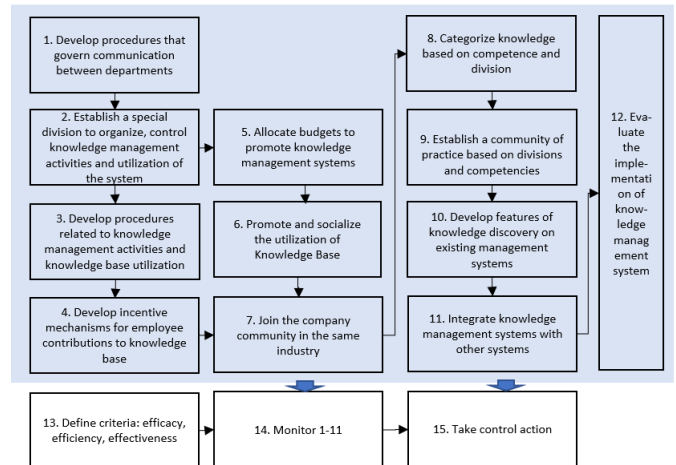 1. Develop procedures that
govern communication
between departments
2. Establish a special
division to organize, control
knowledge management
activities and utilization of
the system
3. Develop procedures
related to knowledge
management activities and
knowledge base utilization
4. Develop incentive
mechanisms for employee
contributions to knowledge
base
5. Allocate budgets to
promote knowledge
management systems
6. Promote and socialize
the utilization of
Knowledge Base
7. Join the company
community in the same
industry
8. Categorize knowledge
based on competence and
division
9. Establish a community of
practice based on divisions
and competencies
10. Develop features of
knowledge discovery on
existing management
systems
11. Integrate knowledge
management systems with
other systems
12. Eva-
luate
the
imple-
mentati
on of
know-
ledge
manag
ement
system
13. Define criteria: efficacy,
efficiency, effectiveness
14. Monitor 1-11
15. Take control action